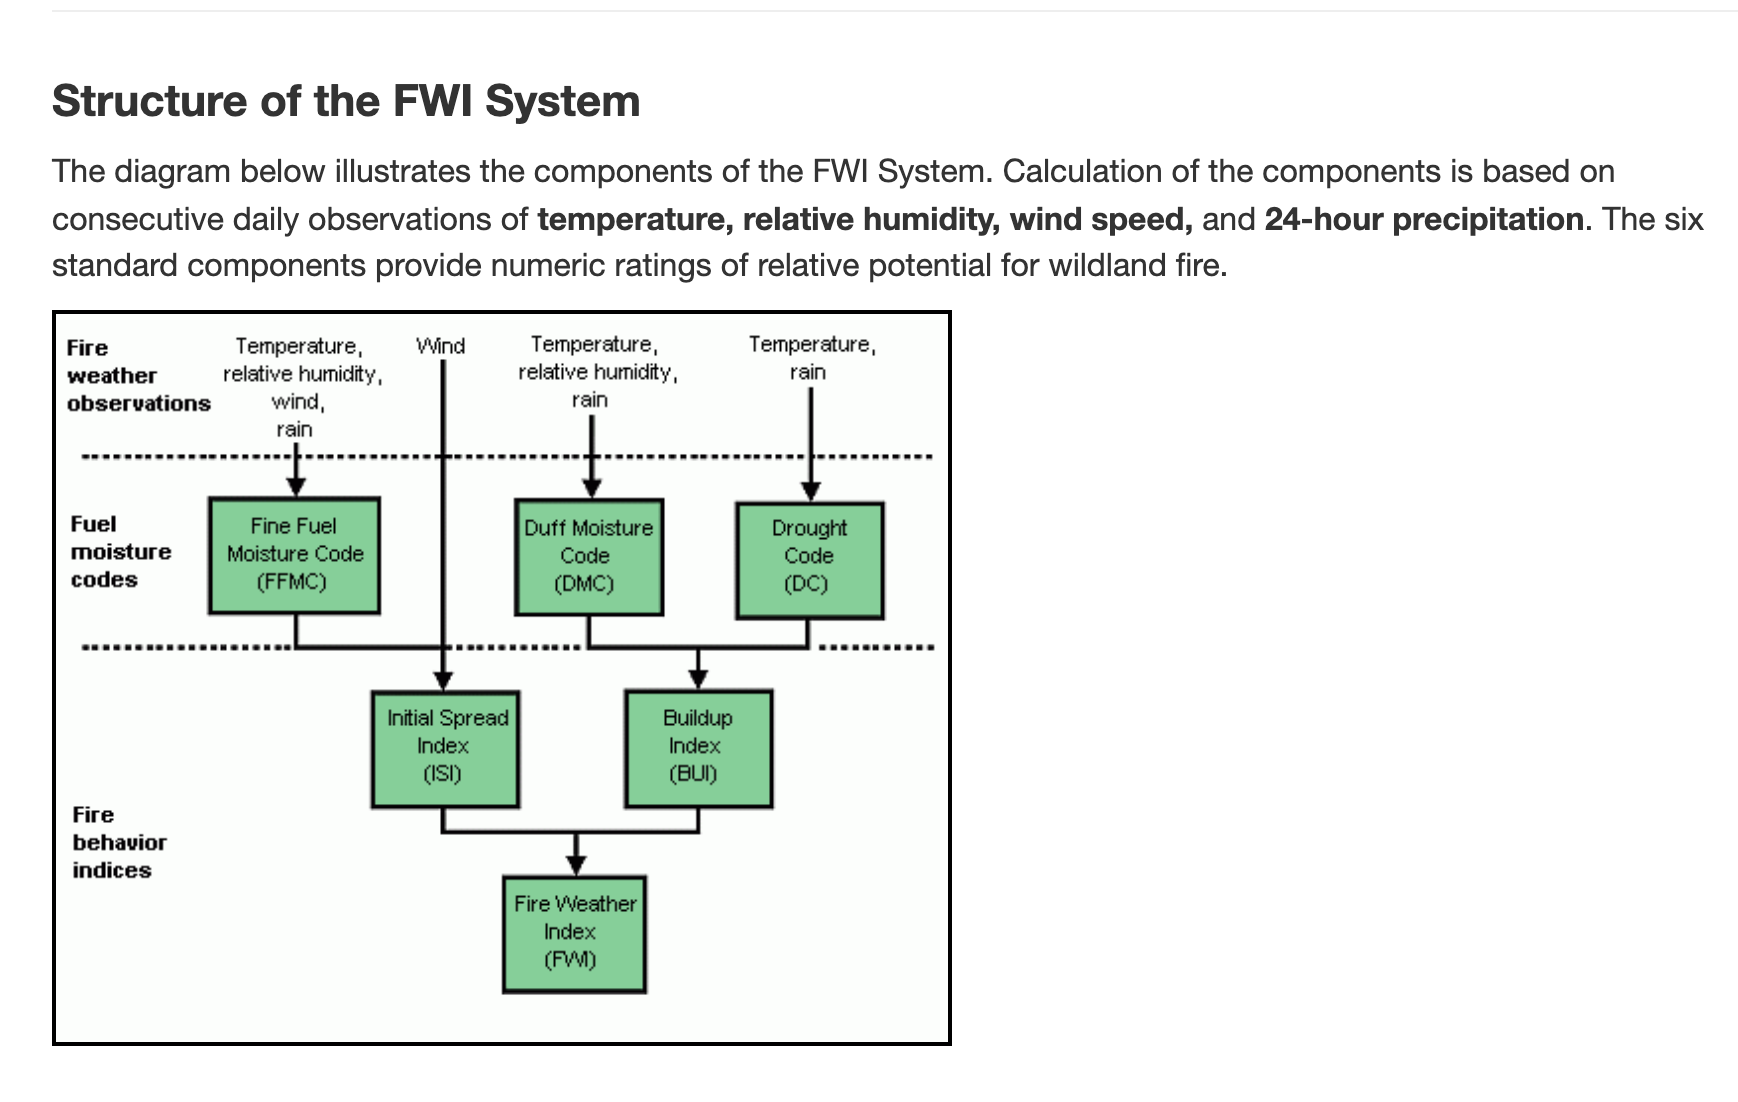 Structure of the FWI System
The diagram below illustrates the components of the FWI System. Calculation of the components is based on
consecutive daily observations of temperature, relative humidity, wind speed, and 24-hour precipitation. The six
standard components provide numeric ratings of relative potential for wildland fire.
Fire
weather
observations
Temperature,
relative humidity,
wind,
rain
Wind
Temperature,
relative humidity,
rain
Temperature,
rain
Fuel
moisture
codes
Fine Fuel
Moisture Code
(FFMC)
Duff Moisture
Code
(DMC)
Drought
Code
(DC)
Initial Spread
Index
(ISI)
Buildup
Index
(BUI)
Fire
behavior
indices
Fire Weather
Index
(FWI)